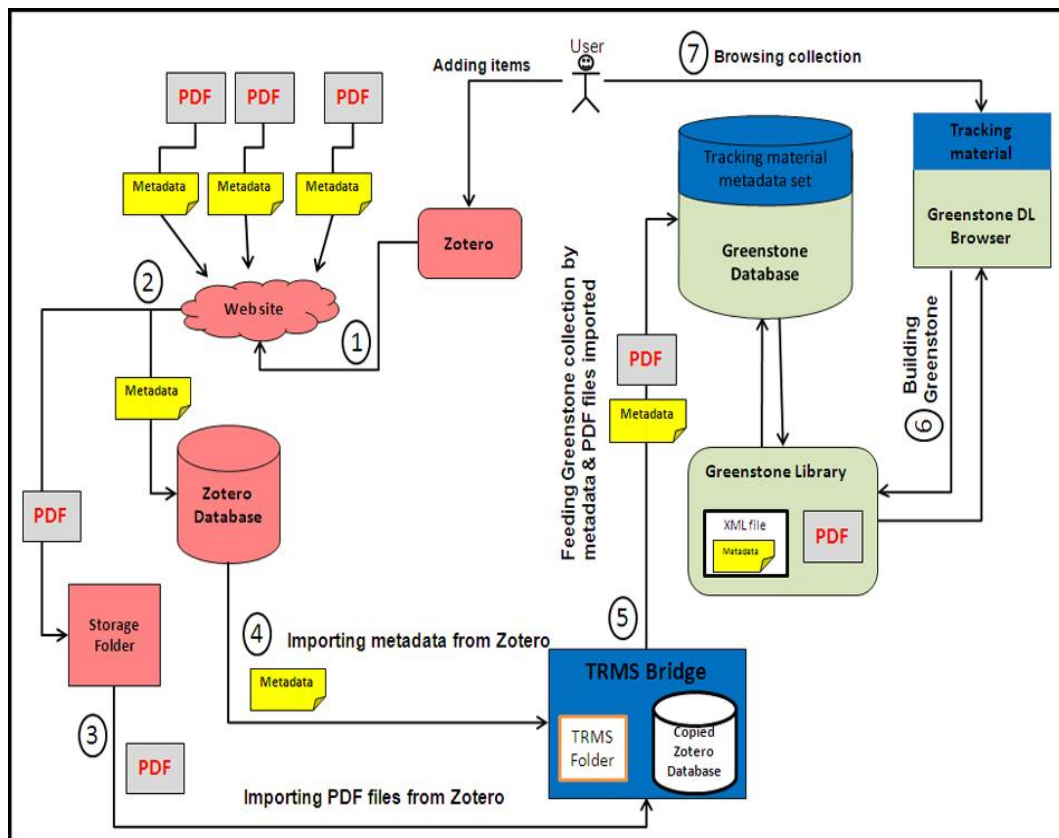 User
7 Browsing collection
Adding items
PDF
PDF
PDF
Metadata
Metadata
Metadata
Tracking material
metadata set
Greenstone
Database
Tracking
material
Greenstone DL
Browser
Zotero
2
Website
1
Metadata
PDF
Zotero
Database
Feeding Greenstone collection by
metadata & PDF files imported
PDF
Metadata
Building
Greenstone
6
Greenstone Library
XML file
Metadata
PDF
Storage
Folder
4
Importing metadata from Zotero
Metadata
5
TRMS Bridge
TRMS
Folder
Copied
Zotero
Database
3
PDF
Importing PDF files from Zotero